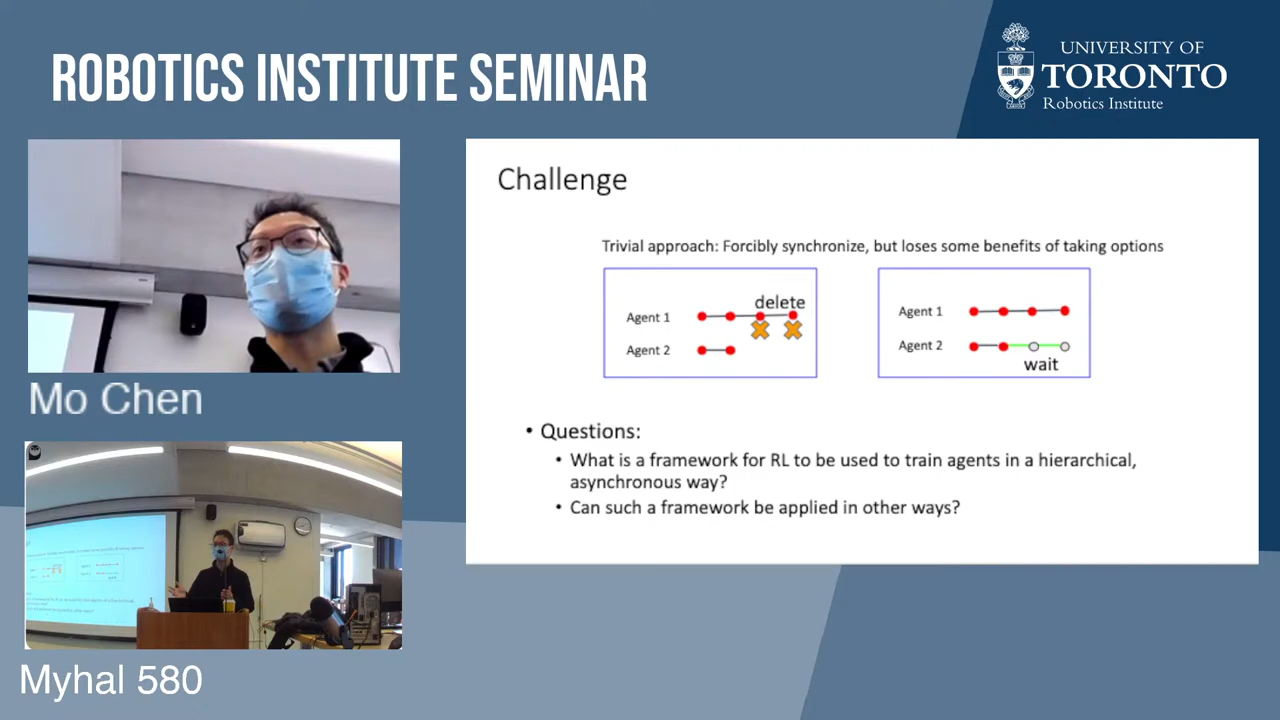 ROBOTICS INSTITUTE SEMINAR
UNIVERSITY OF
TORONTO
Robotics Institute
Mo Chen
Myhal 580
Challenge
Trivial approach: Forcibly synchronize, but loses some benefits of taking options
delete
Agent 1
Agent 2
Agent 1
Agent 2
wait
• Questions:
• What is a framework for RL to be used to train agents in a hierarchical,
asynchronous way?
• Can such a framework be applied in other ways?